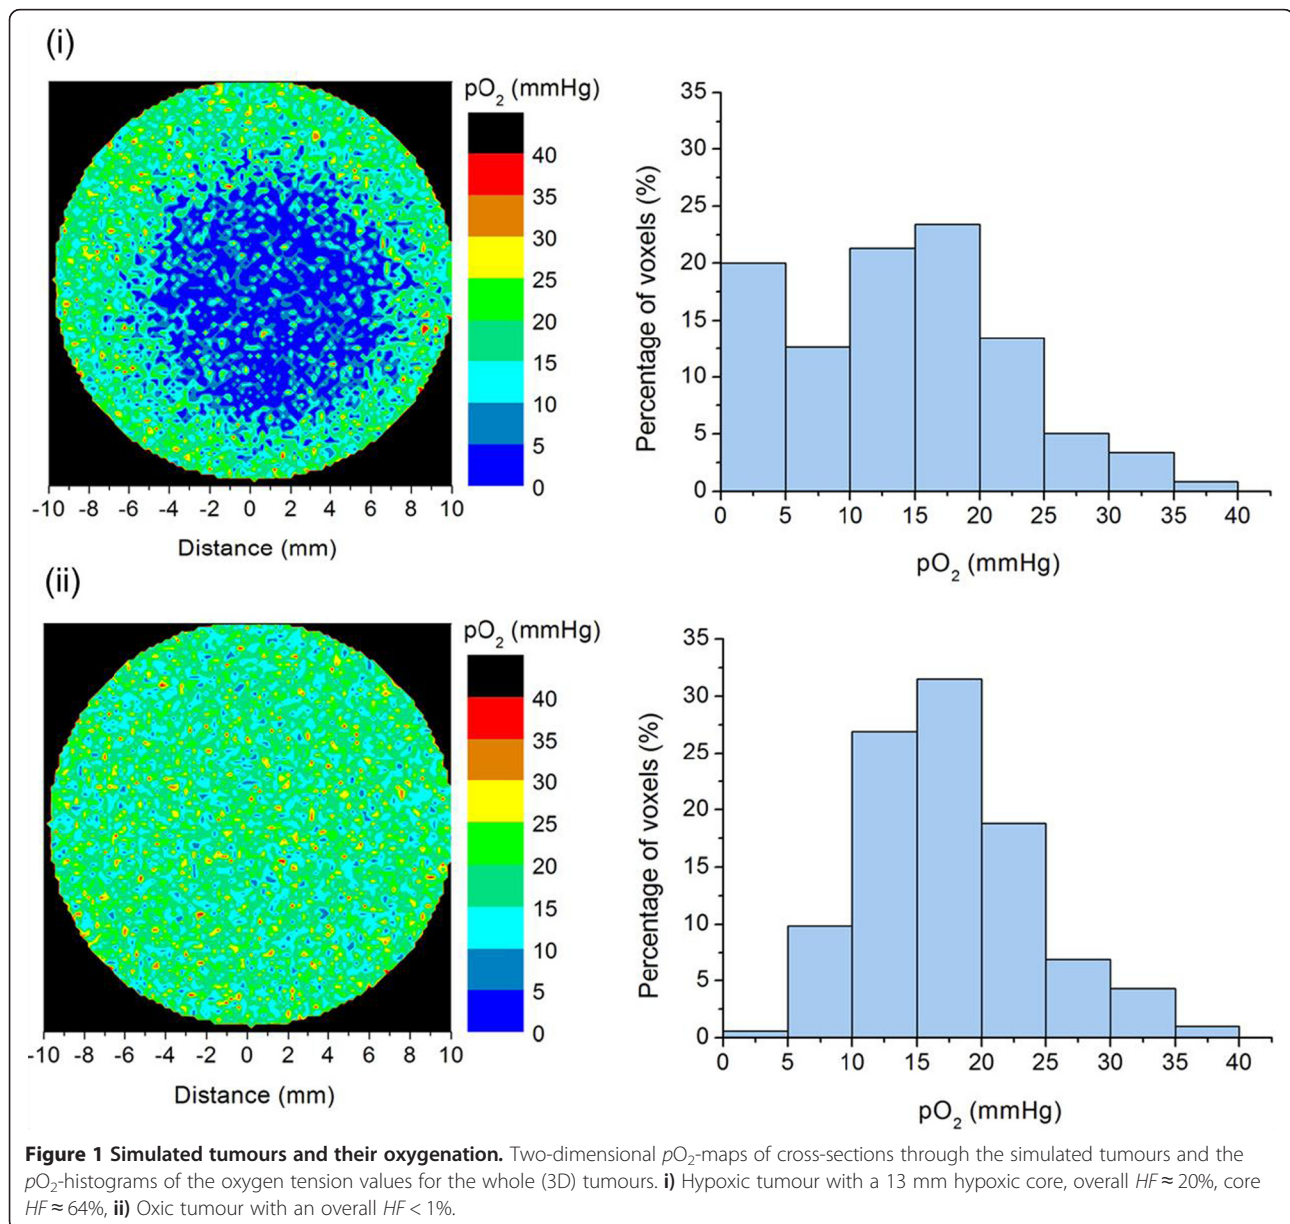 (i)
pO2 (mmHg)
40
35
30
25
20
15
10
5
0
-10 -8 -6 -4 -2 0 2 4 6 8 10
Distance (mm)
Percentage of voxels (%)
35
30
25
20
15
10
5
0
0 5 10 15 20 25 30 35 40
pO2 (mmHg)
(ii)
pO2 (mmHg)
40
35
30
25
20
15
10
5
0
-10 -8 -6 -4 -2 0 2 4 6 8 10
Distance (mm)
Percentage of voxels (%)
35
30
25
20
15
10
5
0
0 5 10 15 20 25 30 35 40
pO2 (mmHg)
Figure 1 Simulated tumours and their oxygenation. Two-dimensional pO2-maps of cross-sections through the simulated tumours and the
pO2-histograms of the oxygen tension values for the whole (3D) tumours. i) Hypoxic tumour with a 13 mm hypoxic core, overall HF ≈ 20%, core
HF ≈ 64%, ii) Oxic tumour with an overall HF < 1%.